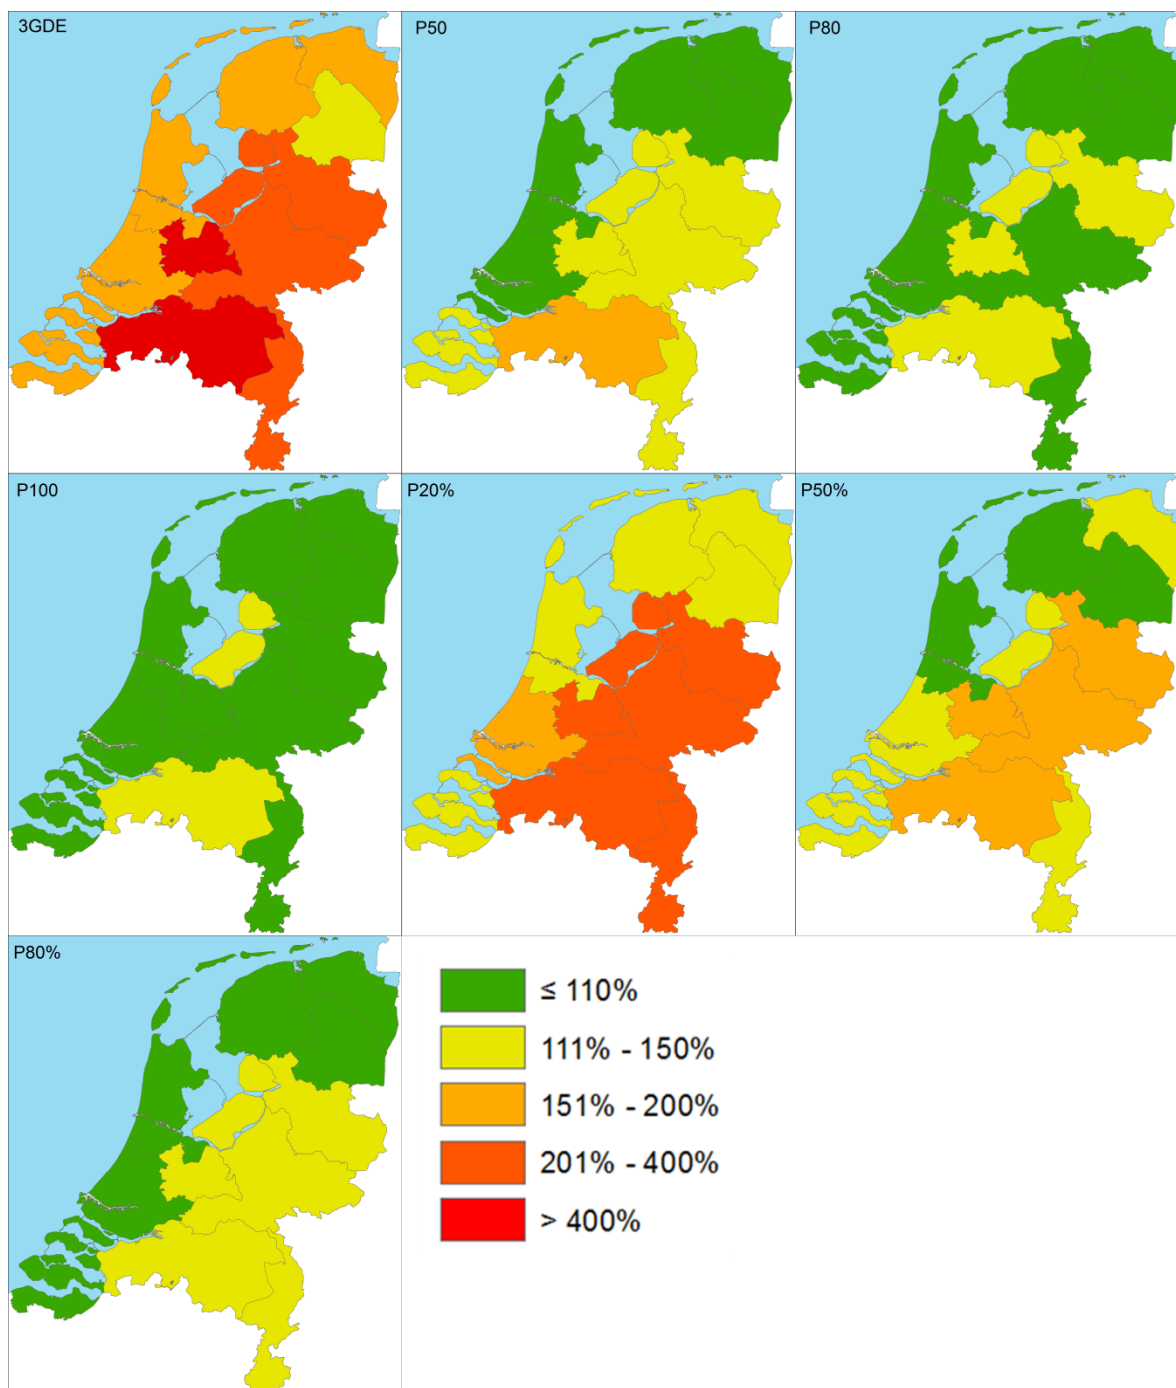 3GDE
P50
P80
P100
P20%
P50%
P80%
≤ 110%
111% - 150%
151% - 200%
201% - 400%
> 400%